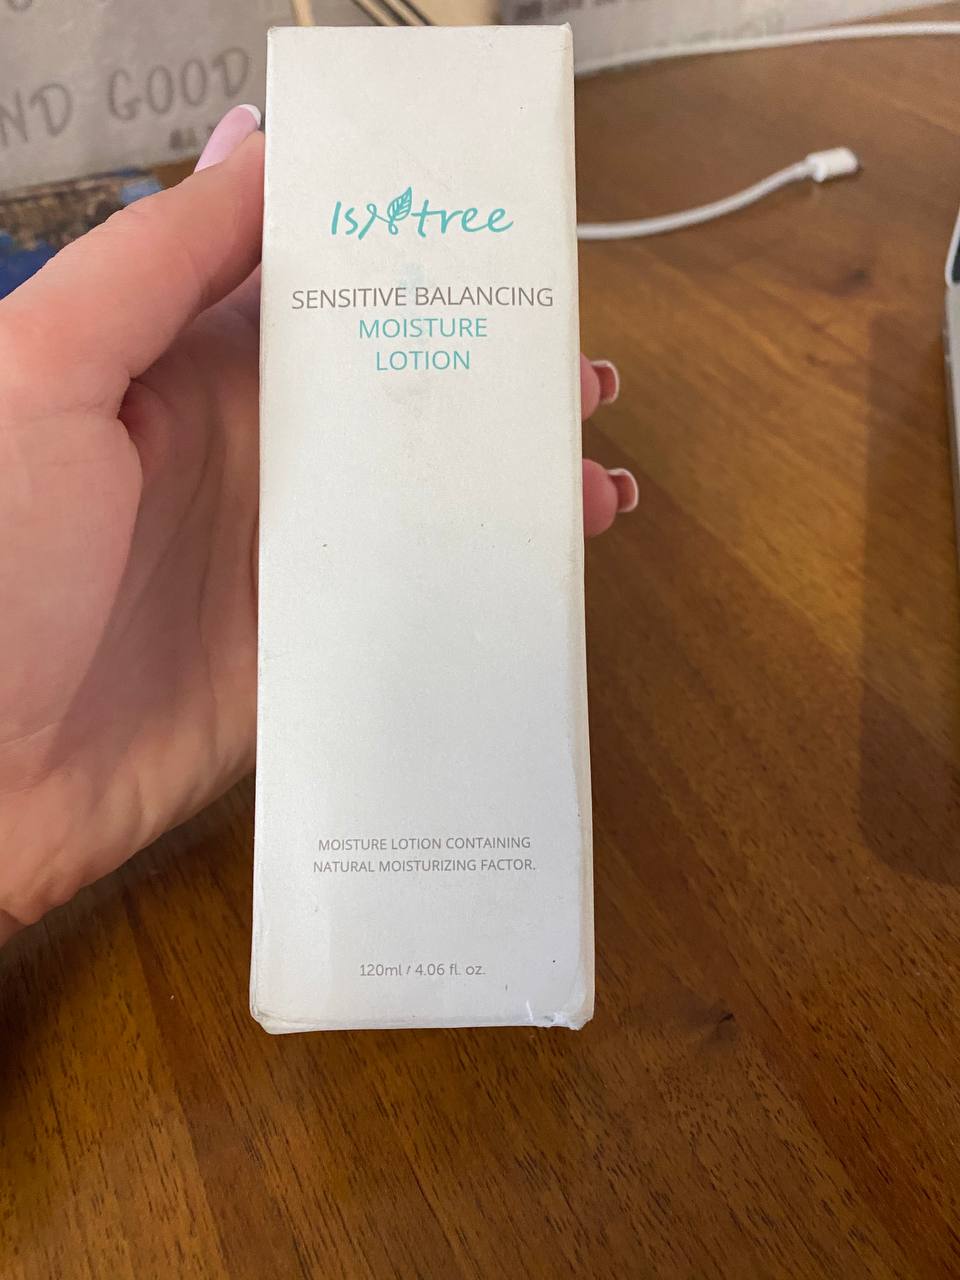 ND GOOD
IsNtree
SENSITIVE BALANCING
MOISTURE
LOTION
MOISTURE LOTION CONTAINING
NATURAL MOISTURIZING FACTOR.
120ml / 4.06 fl. oz.